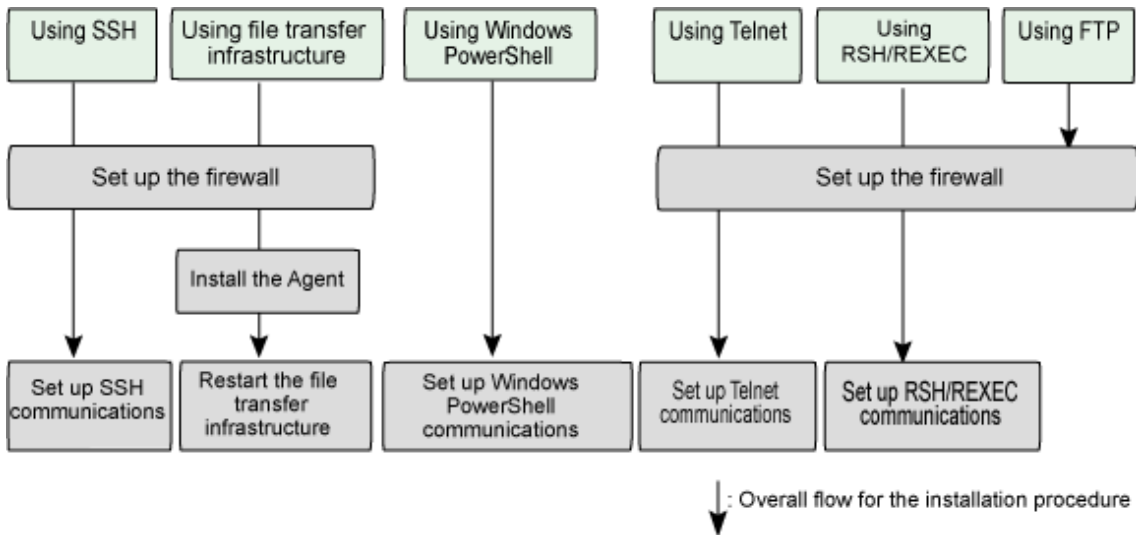 Using SSH
Using file transfer
infrastructure
Using Windows
PowerShell
Using Telnet
Using
RSH/REXEC
Using FTP
Set up the firewall
Set up the firewall
Install the Agent
Set up SSH
communications
Restart the file
transfer
infrastructure
Set up Windows
PowerShell
communications
Set up Telnet
communications
Set up RSH/REXEC
communications
: Overall flow for the installation procedure